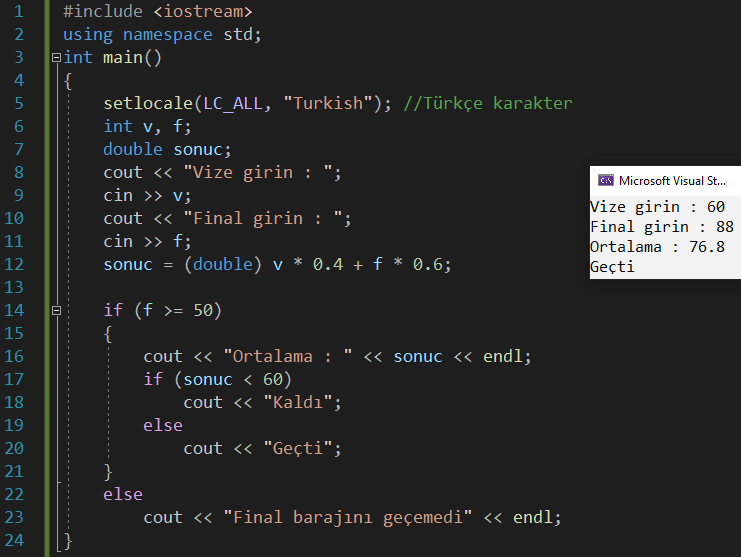 1 #include <iostream>
2 using namespace std;
3 int main()
4 {
5 setlocale(LC_ALL, "Turkish"); //Türkçe karakter
6 int v, f;
7 double sonuc;
8 cout << "Vize girin : ";
9 cin >> v;
10 cout << "Final girin : ";
11 cin >> f;
12 sonuc = (double) v * 0.4 + f * 0.6;
13
14 if (f >= 50)
15 {
16 cout << "Ortalama : " << sonuc << endl;
17 if (sonuc < 60)
18 cout << "Kaldı";
19 else
20 cout << "Geçti";
21 }
22 else
23 cout << "Final barajını geçemedi" << endl;
24 }
Microsoft Visual St...
Vize girin : 60
Final girin : 88
Ortalama : 76.8
Geçti